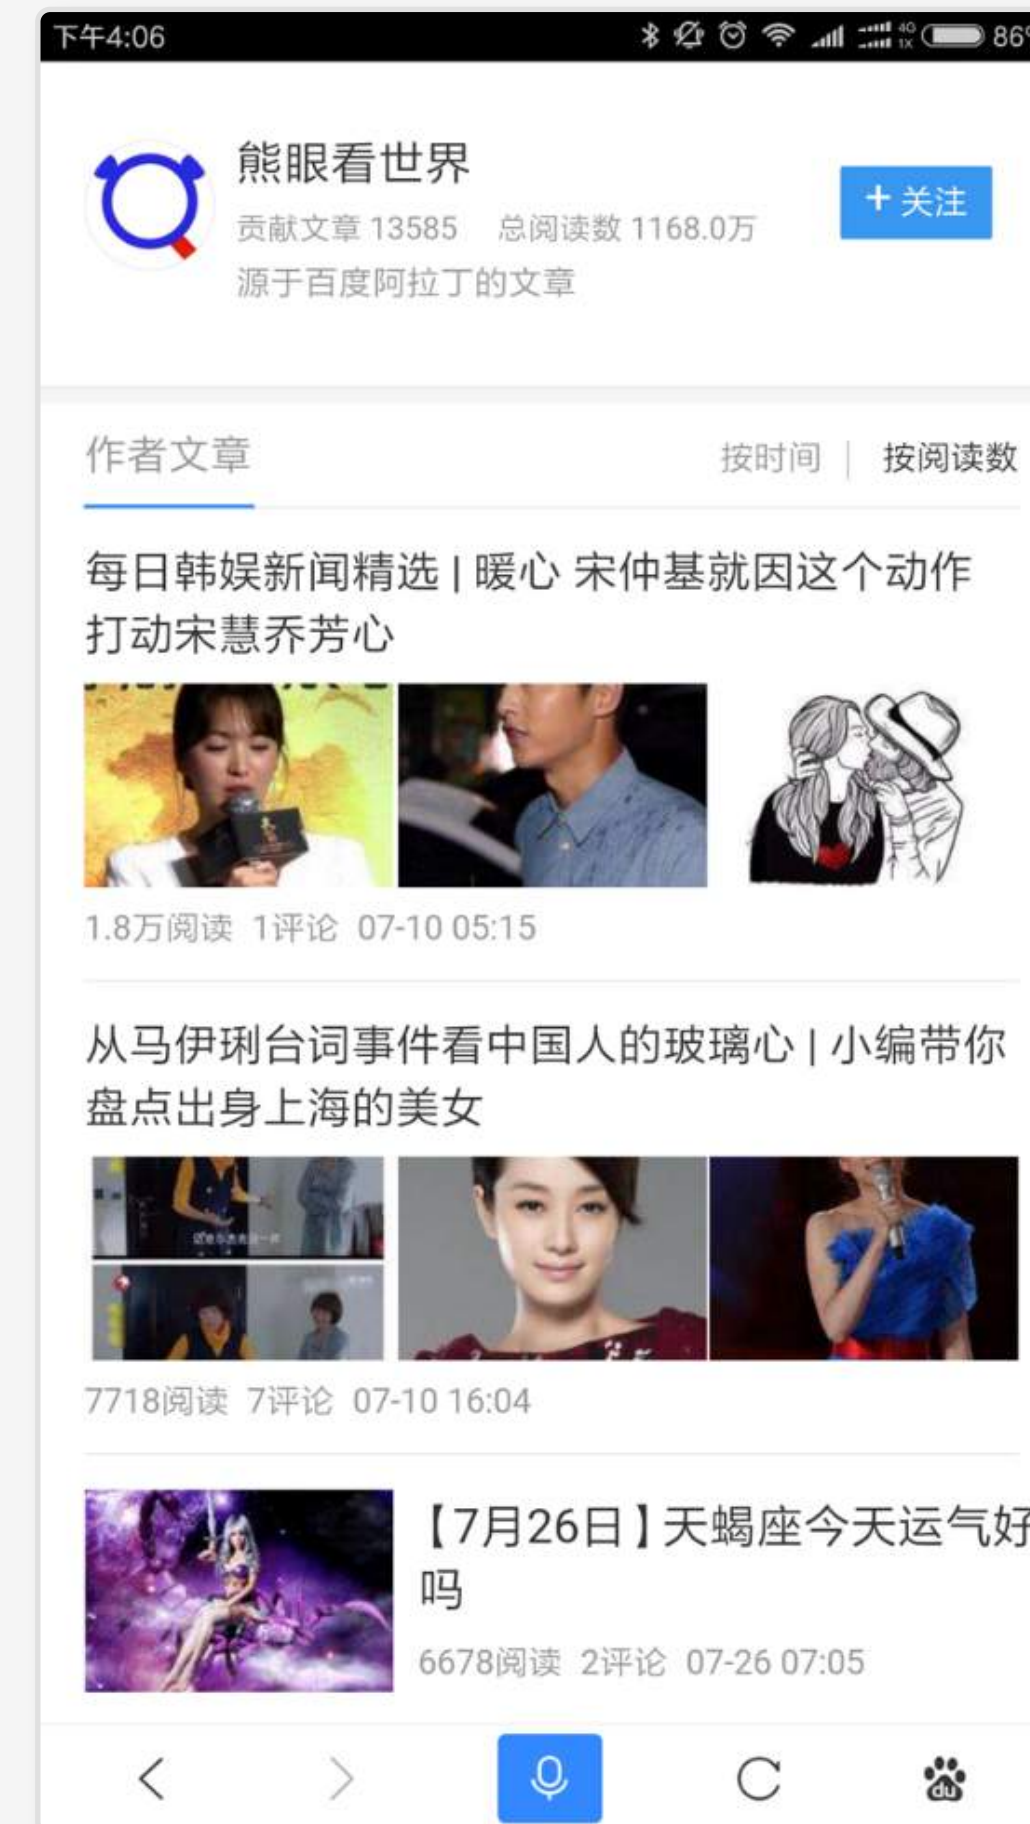 下午4:06
4G
1X
熊眼看世界
+ 关注
贡献文章 13585 总阅读数 1168.0万
源于百度阿拉丁的文章
作者文章
按时间 | 按阅读数
每日韩娱新闻精选 | 暖心 宋仲基就因这个动作
打动宋慧乔芳心
1.8万阅读 1评论 07-10 05:15
从马伊琍台词事件看中国人的玻璃心 | 小编带你
盘点出身上海的美女
7718阅读 7评论 07-10 16:04
【7月26日】天蝎座今天运气好
吗
6678阅读 2评论 07-26 07:05
du